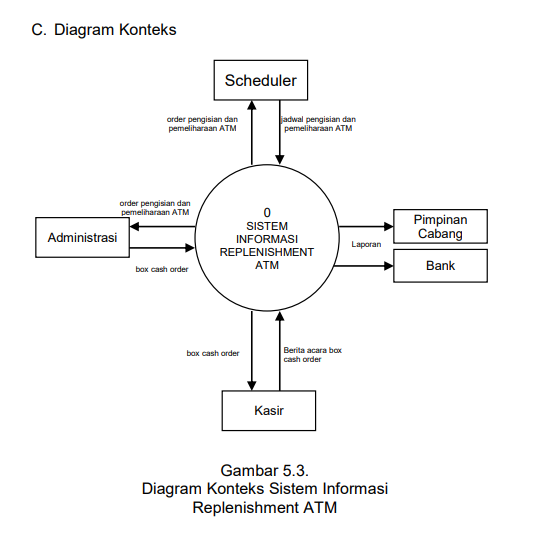 C. Diagram Konteks
Scheduler
order pengisian dan
pemeliharaan ATM
jadwal pengisian dan
pemeliharaan ATM
order pengisian dan
pemeliharaan ATM
Administrasi
box cash order
0
SISTEM
INFORMASI
REPLENISHMENT
ATM
Laporan
Pimpinan
Cabang
Bank
box cash order
Berita acara box
cash order
Kasir
Gambar 5.3.
Diagram Konteks Sistem Informasi
Replenishment ATM